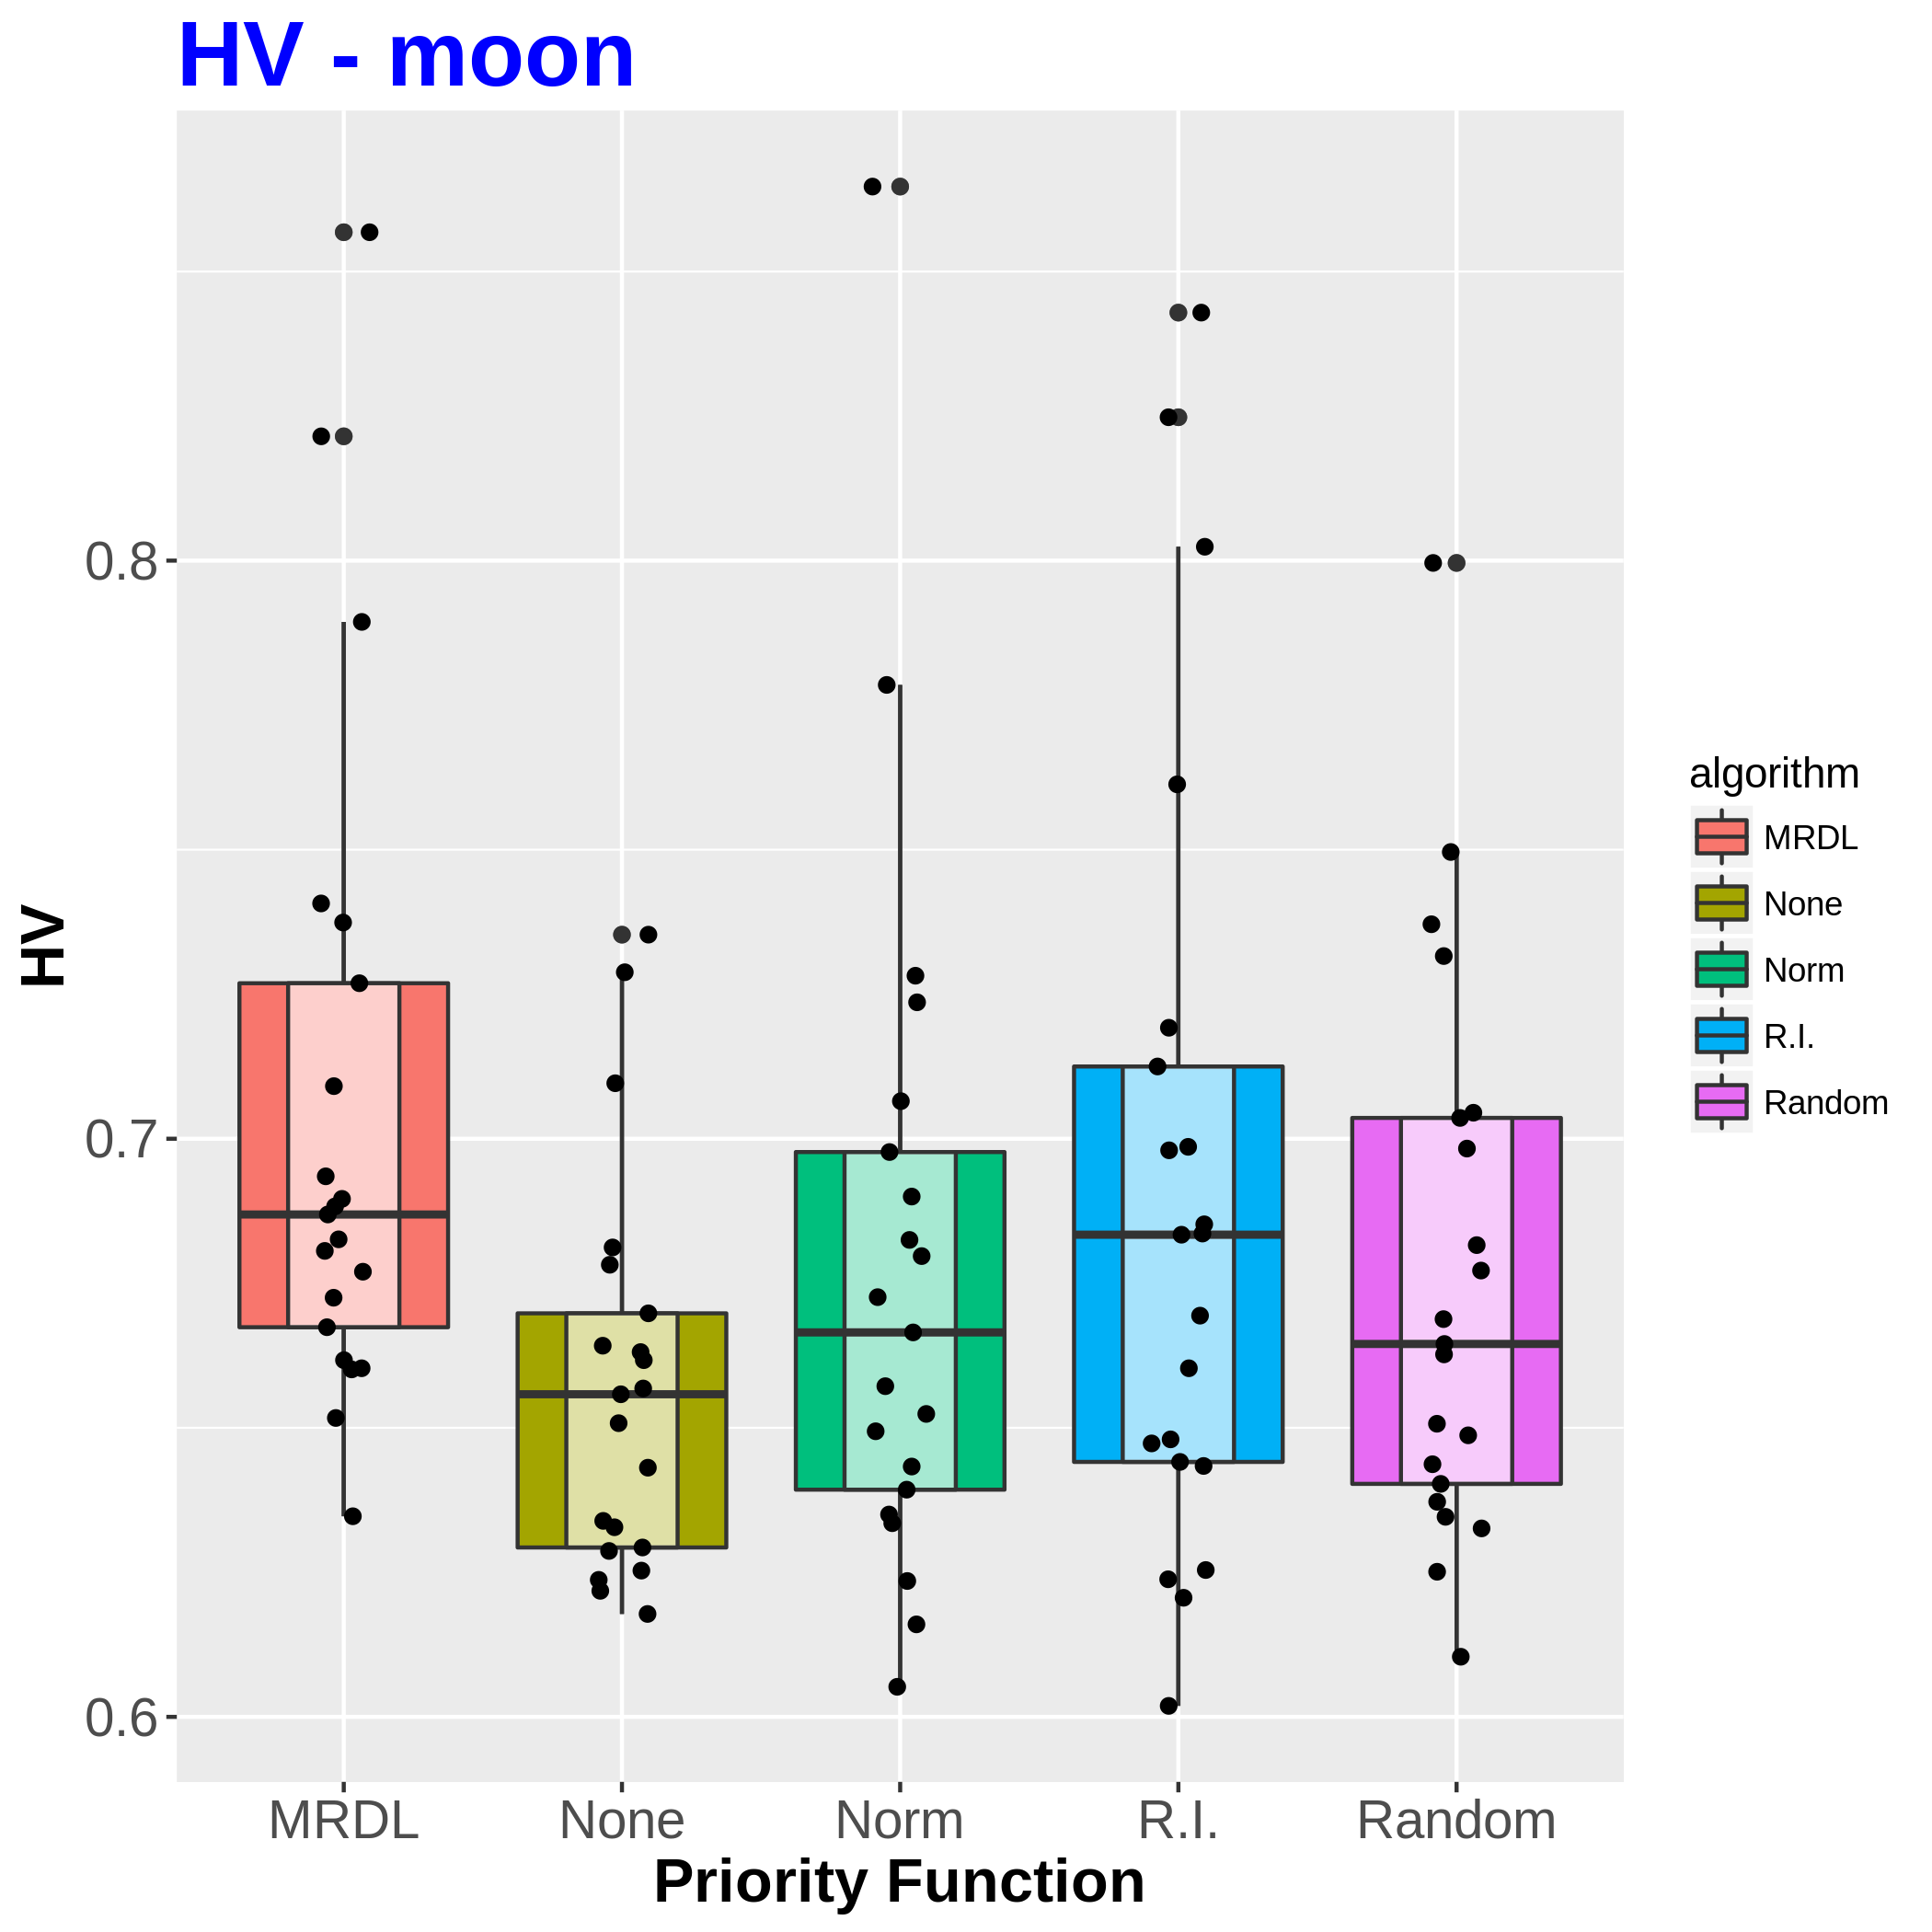 HV - moon
HV
0.8
0.7
0.6
MRDL None Norm R.I. Random
Priority Function
algorithm
MRDL
None
Norm
R.I.
Random